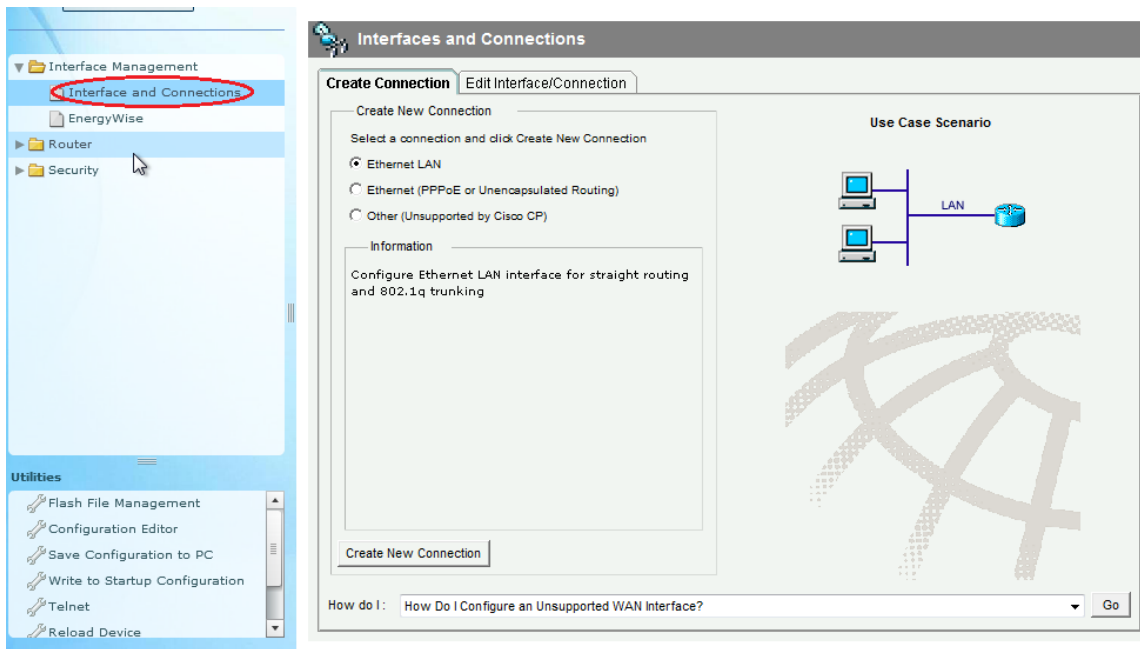 Interface Management
Interface and Connections
EnergyWise
Router
Security
Utilities
Flash File Management
Configuration Editor
Save Configuration to PC
Write to Startup Configuration
Telnet
Reload Device
Interfaces and Connections
Create Connection
Edit Interface/Connection
Create New Connection
Select a connection and click Create New Connection
Ethernet LAN
Ethernet (PPPoE or Unencapsulated Routing)
Other (Unsupported by Cisco CP)
Information
Configure Ethernet LAN interface for straight routing
and 802.1q trunking
Create New Connection
Use Case Scenario
LAN
How do I:
How Do I Configure an Unsupported WAN Interface?
Go